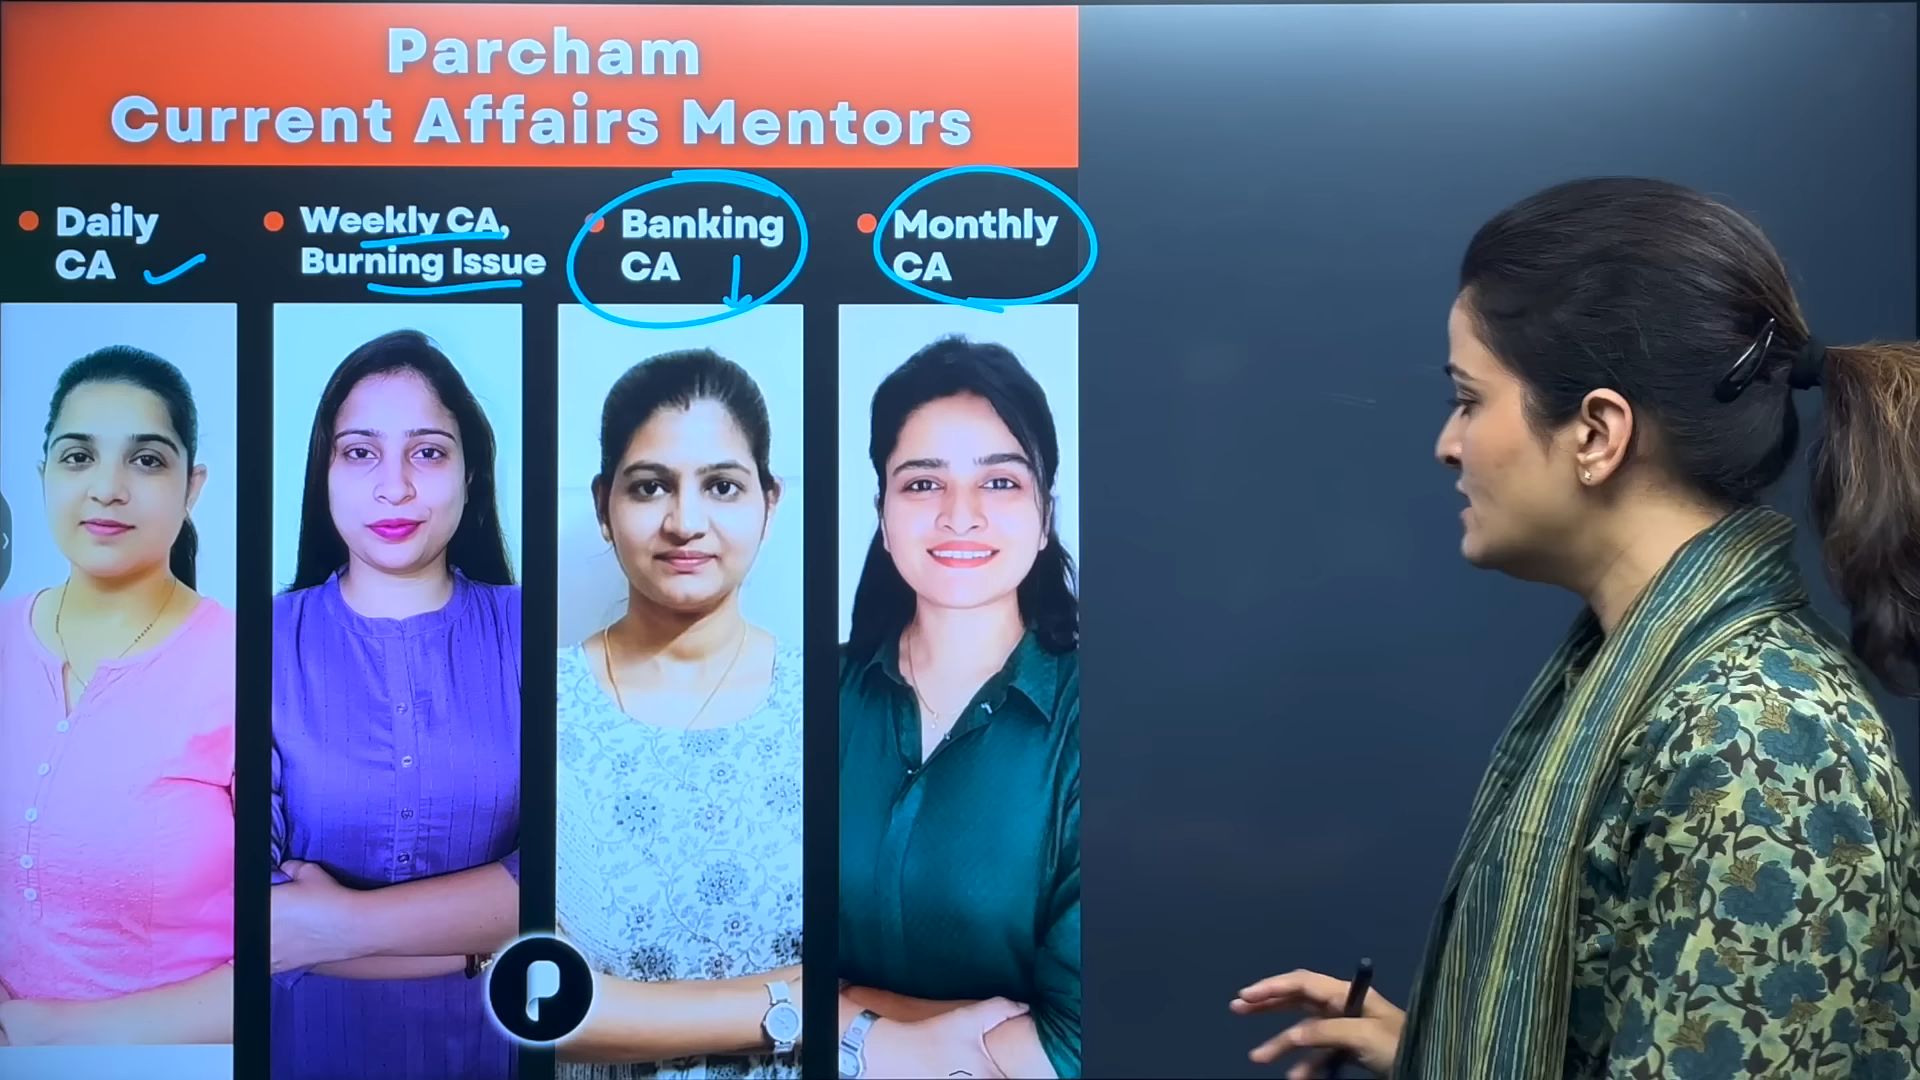 Parcham
Current Affairs Mentors
Daily
CA
Weekly CA,
Burning Issue
Banking
CA
Monthly
CA
P